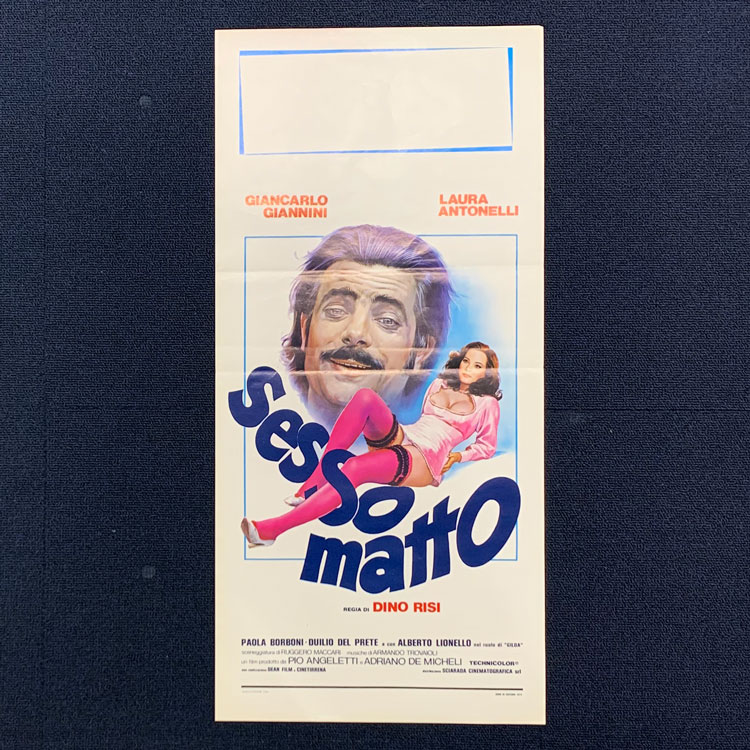 GIANCARLO
GIANNINI
LAURA
ANTONELLI
sesso
matto
REGIA DI DINO RISI
PAOLA BORBONI - DUILIO DEL PRETE e con ALBERTO LIONELLO nel ruolo di "GILDA"
sceneggiatura di RUGGERO MACCARI musiche di ARMANDO TROVAIOLI
un film prodotto da PIO ANGELETTI e ADRIANO DE MICHELI TECHNICOLOR®
DEAN FILM - CINETIRRENA
SCIARADA CINEMATOGRAFICA srl